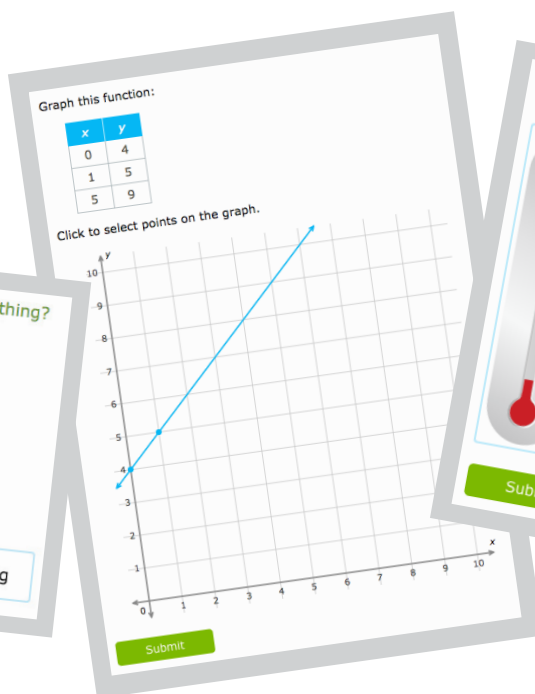 Graph this function:
x y
0 4
1 5
5 9
Click to select points on the graph.
y
10
9
8
7
6
5
4
3
2
1
0 1 2 3 4 5 6 7 8 9 10
x
Submit
thing?
g
Sub